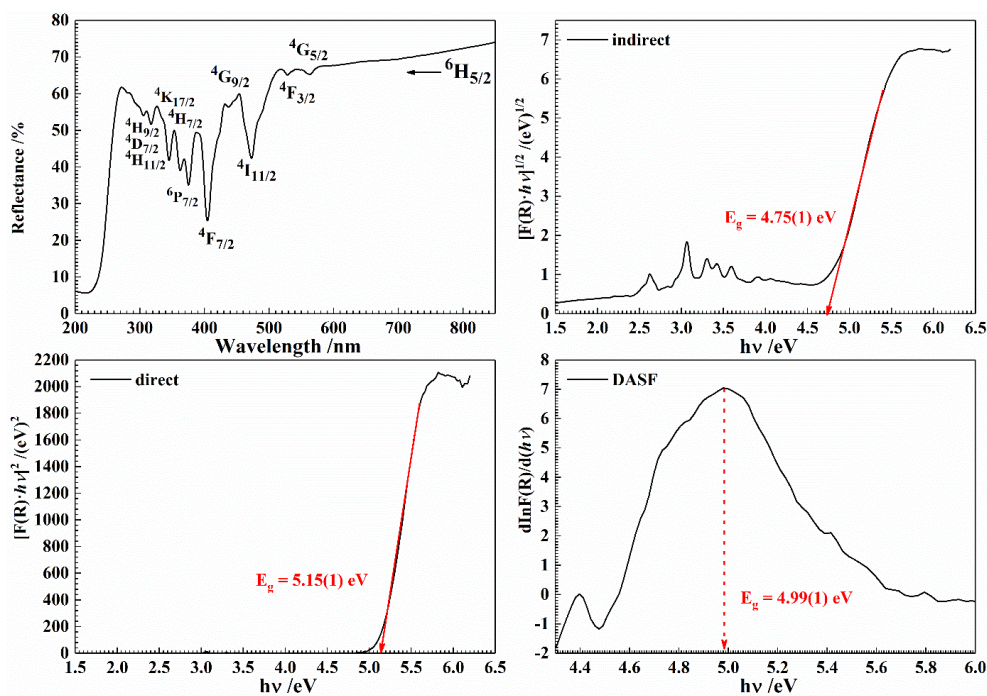 80
70
60
50
40
30
20
10
0
Reflectance /%
⁴G₅/₂
⁶H₅/₂
⁴F₃/₂
⁴G₉/₂
⁴K₁₇/₂
⁴H₇/₂
⁴H₉/₂
⁴D₇/₂
⁴H₁₁/₂
⁴I₁₁/₂
⁶P₇/₂
⁴F₇/₂
200 300 400 500 600 700 800
Wavelength /nm
indirect
7
6
5
4
3
2
1
0
[F(R)·hν]^{1/2} /(eV)^{1/2}
E_g = 4.75(1) eV
1.5 2.0 2.5 3.0 3.5 4.0 4.5 5.0 5.5 6.0 6.5
hν /eV
direct
2200
2000
1800
1600
1400
1200
1000
800
600
400
200
0
[F(R)·hν]² /(eV)²
E_g = 5.15(1) eV
1.5 2.0 2.5 3.0 3.5 4.0 4.5 5.0 5.5 6.0 6.5
hν /eV
DASF
8
7
6
5
4
3
2
1
0
-1
-2
dlnF(R)/d(hν)
E_g = 4.99(1) eV
4.4 4.6 4.8 5.0 5.2 5.4 5.6 5.8 6.0
hν /eV